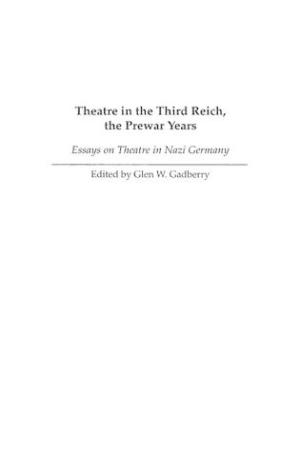 Theatre in the Third Reich,
the Prewar Years
Essays on Theatre in Nazi Germany
Edited by Glen W. Gadberry